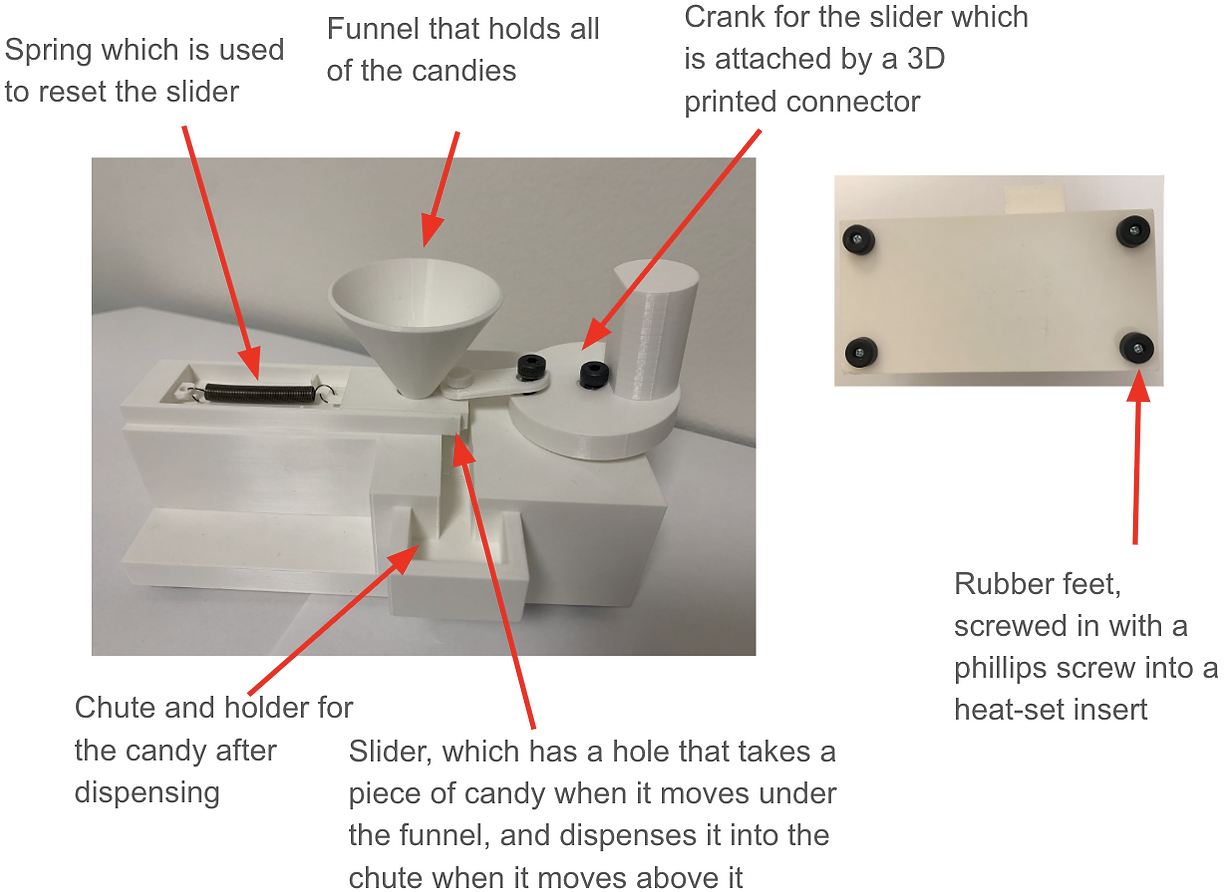 Spring which is used
to reset the slider
Funnel that holds all
of the candies
Crank for the slider which
is attached by a 3D
printed connector
Rubber feet,
screwed in with a
phillips screw into a
heat-set insert
Chute and holder for
the candy after
dispensing
Slider, which has a hole that takes a
piece of candy when it moves under
the funnel, and dispenses it into the
chute when it moves above it